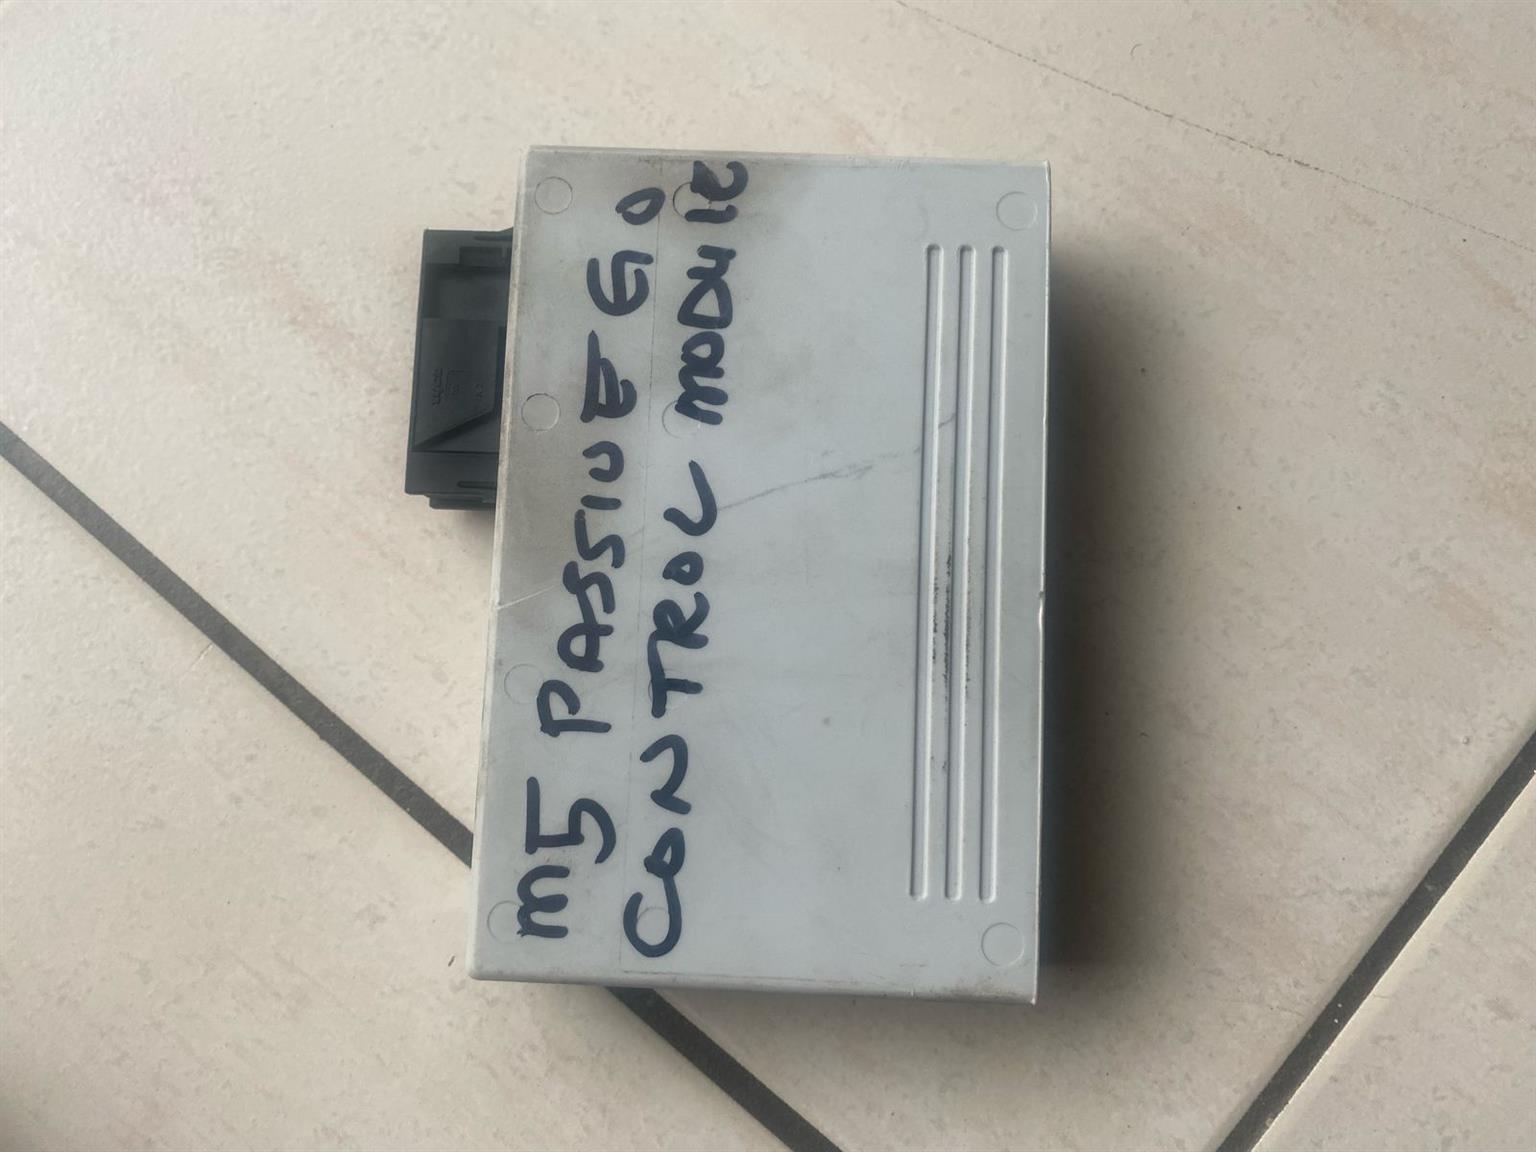 M5 PASSIVE GO
CONTROL MODULE